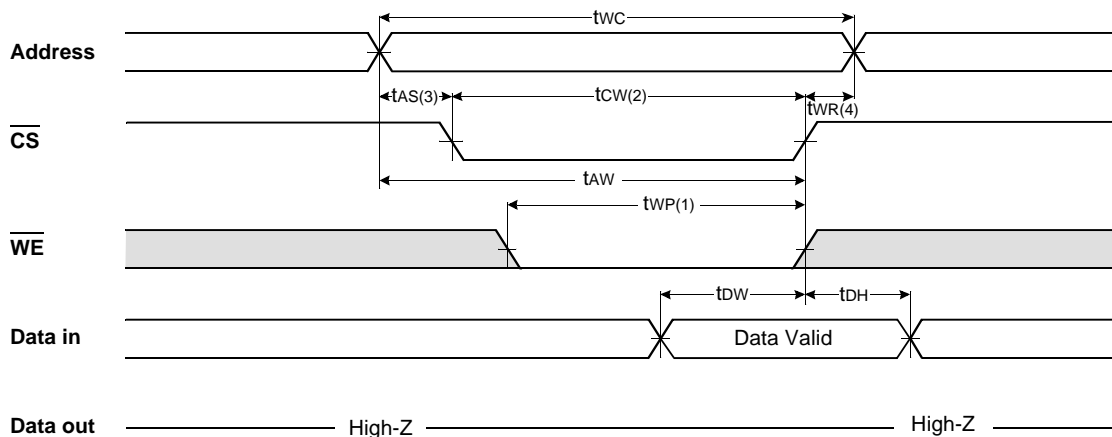 tWC
Address
tAS(3) tCW(2) tWR(4)
CS
tAW
tWP(1)
WE
tDW tDH
Data in Data Valid
Data out High-Z High-Z